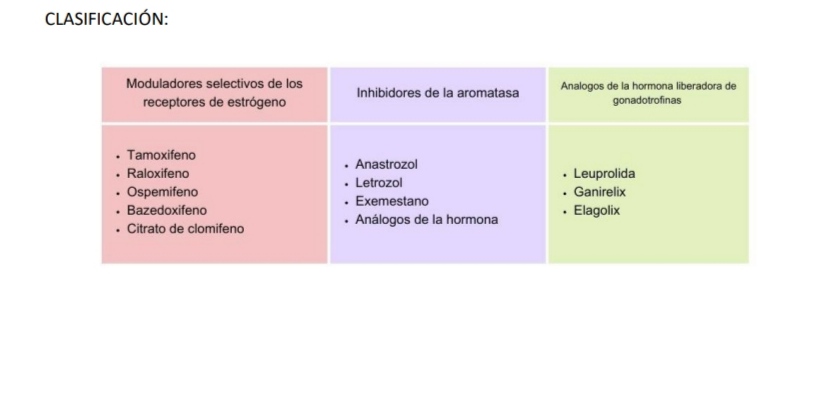 CLASIFICACIÓN:
Moduladores selectivos de los
receptores de estrógeno
Inhibidores de la aromatasa
Analogos de la hormona liberadora de
gonadotrofinas
• Tamoxifeno
• Raloxifeno
• Ospemifeno
• Bazedoxifeno
• Citrato de clomifeno
• Anastrozol
• Letrozol
• Exemestano
• Análogos de la hormona
• Leuprolida
• Ganirelix
• Elagolix